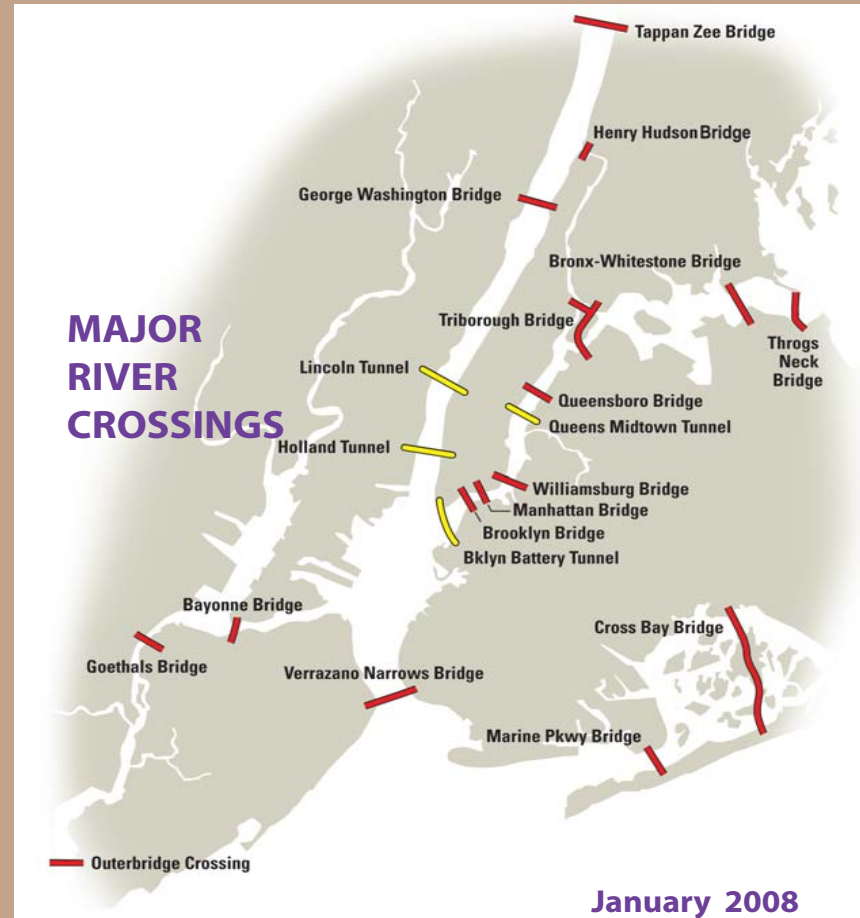 Tappan Zee Bridge
Henry Hudson Bridge
George Washington Bridge
Bronx-Whitestone Bridge
MAJOR
RIVER
CROSSINGS
Triborough Bridge
Throgs
Neck
Bridge
Lincoln Tunnel
Queensboro Bridge
Queens Midtown Tunnel
Holland Tunnel
Williamsburg Bridge
Manhattan Bridge
Brooklyn Bridge
Bklyn Battery Tunnel
Bayonne Bridge
Cross Bay Bridge
Goethals Bridge
Verrazano Narrows Bridge
Marine Pkwy Bridge
Outerbridge Crossing
January 2008